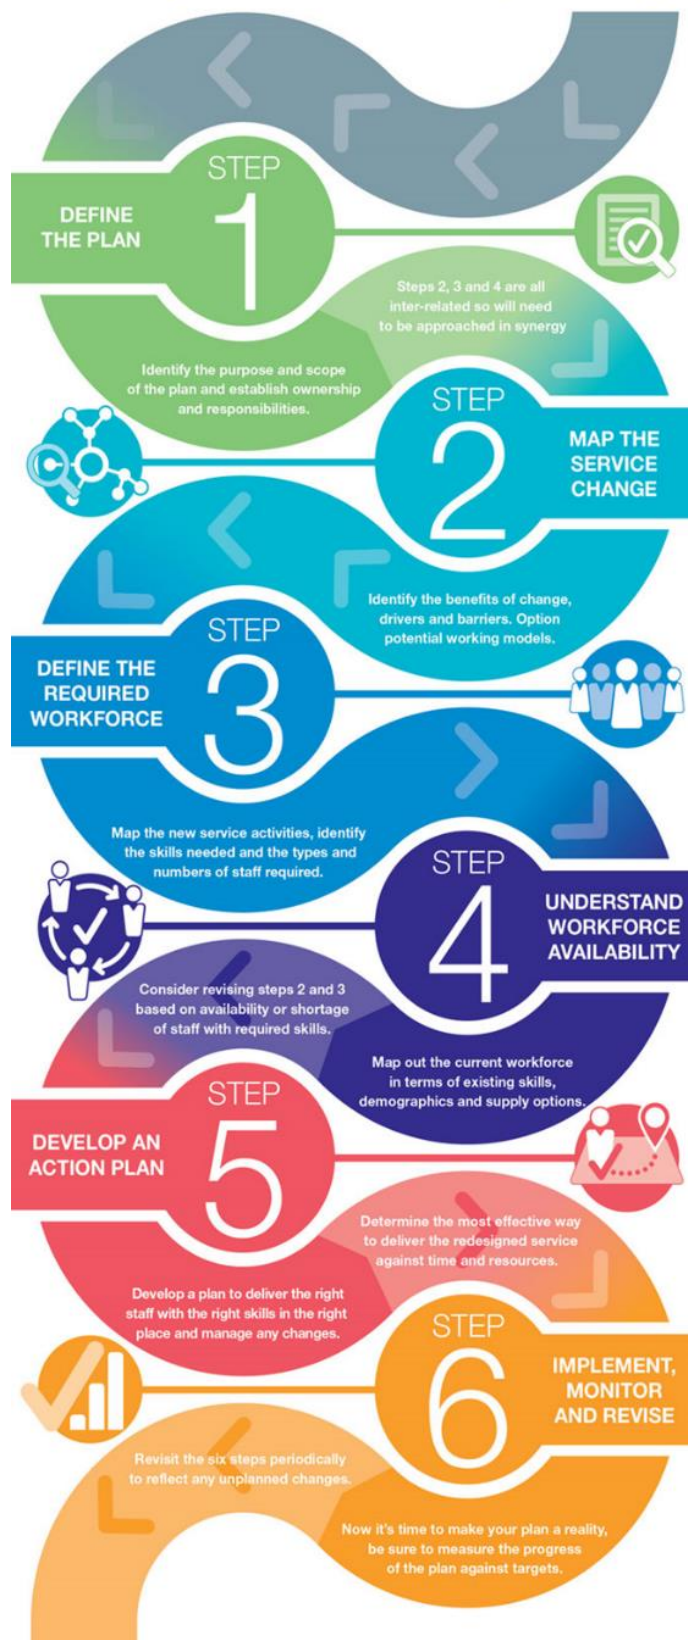 STEP
1
DEFINE
THE PLAN
Steps 2, 3 and 4 are all
inter-related so will need
to be approached in synergy
Identify the purpose and scope
of the plan and establish ownership
and responsibilities.
STEP
2
MAP THE
SERVICE
CHANGE
Identify the benefits of change,
drivers and barriers. Option
potential working models.
STEP
3
DEFINE THE
REQUIRED
WORKFORCE
Map the new service activities, identify
the skills needed and the types and
numbers of staff required.
STEP
4
UNDERSTAND
WORKFORCE
AVAILABILITY
Consider revising steps 2 and 3
based on availability or shortage
of staff with required skills.
Map out the current workforce
in terms of existing skills,
demographics and supply options.
STEP
5
DEVELOP AN
ACTION PLAN
Determine the most effective way
to deliver the redesigned service
against time and resources.
Develop a plan to deliver the right
staff with the right skills in the right
place and manage any changes.
STEP
6
IMPLEMENT,
MONITOR
AND REVISE
Revisit the six steps periodically
to reflect any unplanned changes.
Now it's time to make your plan a reality,
be sure to measure the progress
of the plan against targets.